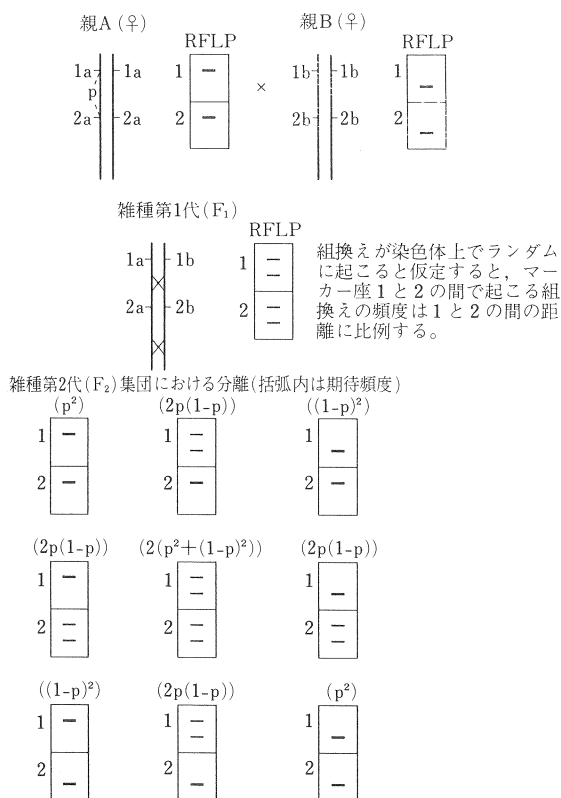 親A(♀) 親B(♀)
RFLP RFLP
1a 1a 1 × 1b 1b 1
p
2a 2a 2 2b 2b 2
雑種第1代(F₁)
RFLP
1a 1b 1
2a 2b 2
組換えが染色体上でランダム
に起こると仮定すると，マー
カー座1と2の間で起こる組
換えの頻度は1と2の間の距
離に比例する。
雑種第2代(F₂)集団における分離(括弧内は期待頻度)
(p²) (2p(1-p)) ((1-p)²)
1 1 1
2 2 2
(2p(1-p)) (2(p²+(1-p)²)) (2p(1-p))
1 1 1
2 2 2
((1-p)²) (2p(1-p)) (p²)
1 1 1
2 2 2